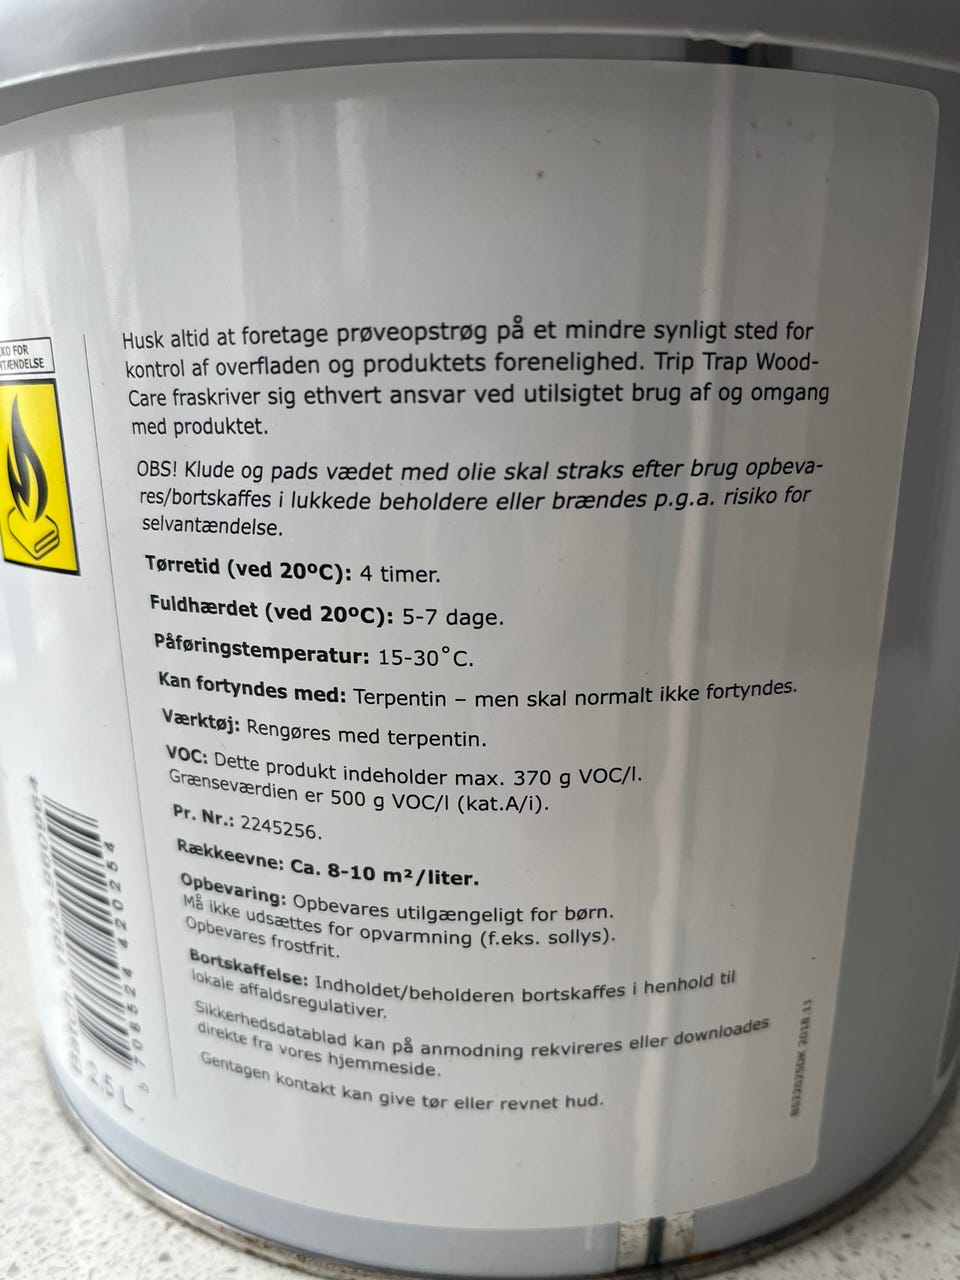 KO FOR
NTÆNDELSE
Husk altid at foretage prøveopstrøg på et mindre synligt sted for
kontrol af overfladen og produktets forenelighed. Trip Trap Wood-
Care fraskriver sig ethvert ansvar ved utilsigtet brug af og omgang
med produktet.
OBS! Klude og pads vædet med olie skal straks efter brug opbeva-
res/bortskaffes i lukkede beholdere eller brændes p.g.a. risiko for
selvantændelse.
Tørretid (ved 20ºC): 4 timer.
Fuldhærdet (ved 20ºC): 5-7 dage.
Påføringstemperatur: 15-30°C.
Kan fortyndes med: Terpentin – men skal normalt ikke fortyndes.
Værktøj: Rengøres med terpentin.
VOC: Dette produkt indeholder max. 370 g VOC/l.
Grænseværdien er 500 g VOC/l (kat.A/i).
Pr. Nr.: 2245256.
Rækkeevne: Ca. 8-10 m²/liter.
Opbevaring: Opbevares utilgængeligt for børn.
Må ikke udsættes for opvarmning (f.eks. sollys).
Opbevares frostfrit.
Bortskaffelse: Indholdet/beholderen bortskaffes i henhold til
lokale affaldsregulativer.
Sikkerhedsdatablad kan på anmodning rekvireres eller downloades
direkte fra vores hjemmeside.
Gentagen kontakt kan give tør eller revnet hud.
5 708524 420254
2,5 L